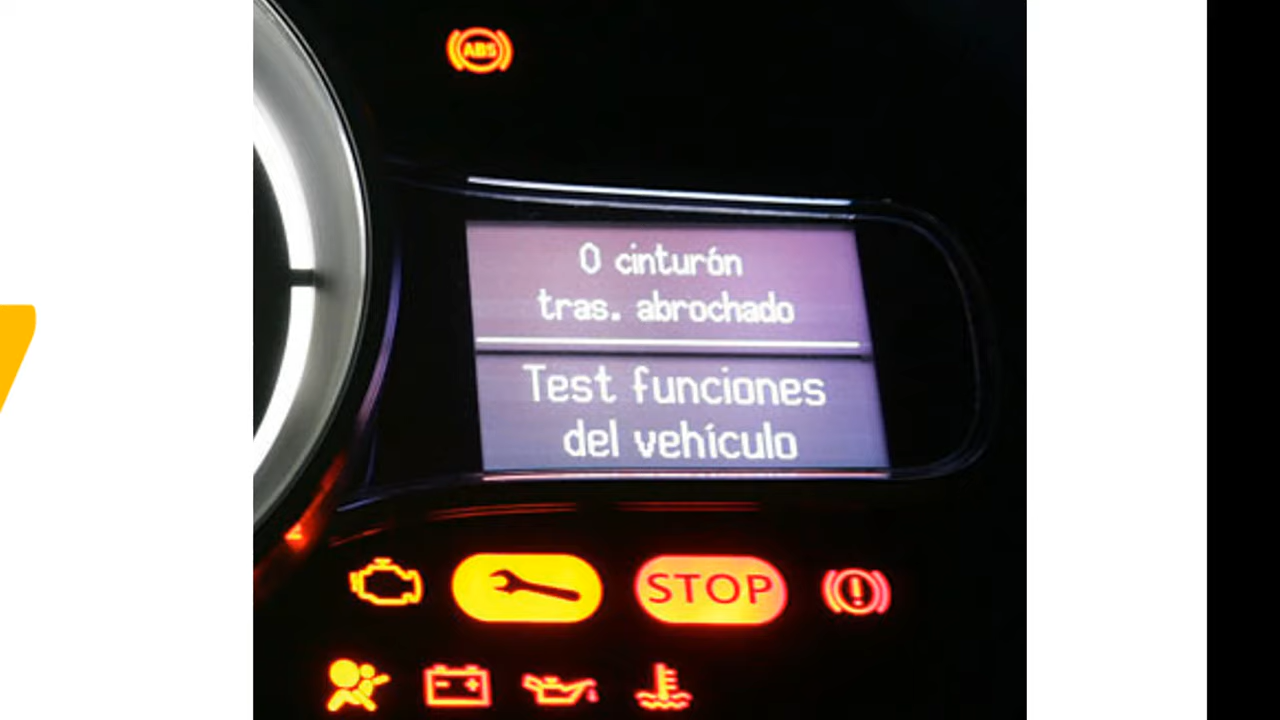 ABS
0 cinturón
tras. abrochado
Test funciones
del vehículo
STOP